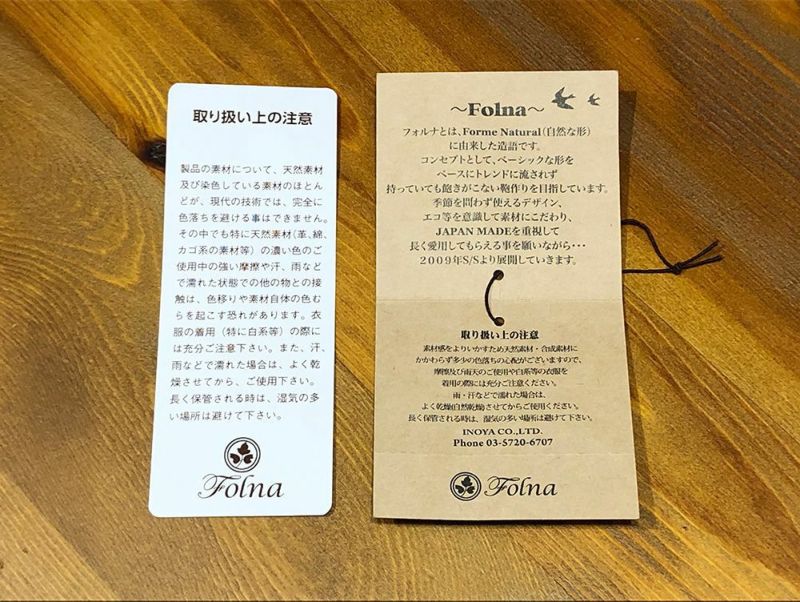 取り扱い上の注意
製品の素材について、天然素材
及び染色している素材のほとん
どが、現代の技術では、完全に
色落ちを避ける事はできません。
その中でも特に天然素材(革、綿、
カゴ系の素材等)の濃い色のご
使用中の強い摩擦や汗、雨など
で濡れた状態での他の物との接
触は、色移りや素材自体の色む
らを起こす恐れがあります。衣
服の着用(特に白系等)の際に
は充分ご注意下さい。また、汗、
雨などで濡れた場合は、よく乾
燥させてから、ご使用下さい。
長く保管される時は、湿気の多
い場所は避けて下さい。
Folna
～Folna～
フォルナとは、Forme Natural(自然な形)
に由来した造語です。
コンセプトとして、ベーシックな形を
ベースにトレンドに流されず
持っていても飽きがこない鞄作りを目指しています。
季節を問わず使えるデザイン、
エコ等を意識して素材にこだわり、
JAPAN MADEを重視して
長く愛用してもらえる事を願いながら・・・
2009年S/Sより展開していきます。
取り扱い上の注意
素材感をよりいかすため天然素材・合成素材に
かかわらず多少の色落ちの心配がございますので、
摩擦及び雨天のご使用や白系等の衣服を
着用の際には充分ご注意ください。
雨・汗などで濡れた場合は、
よく乾燥(自然乾燥)させてからご使用ください。
長く保管される時は、湿気の多い場所は避けて下さい。
INOYA CO.,LTD.
Phone 03-5720-6707
Folna